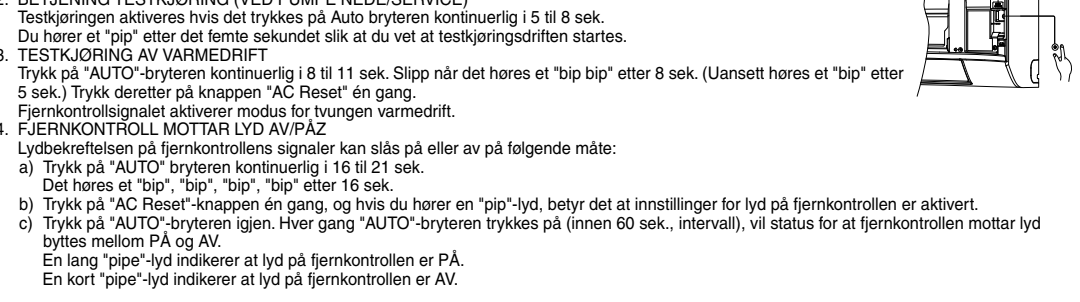 2. BETJENING TESTKJØRING (VED PUMPE NEDE/SERVICE)
Testkjøringen aktiveres hvis det trykkes på Auto bryteren kontinuerlig i 5 til 8 sek.
Du hører et "pip" etter det femte sekundet slik at du vet at testkjøringsdriften startes.
3. TESTKJØRING AV VARMEDRIFT
Trykk på "AUTO"-bryteren kontinuerlig i 8 til 11 sek. Slipp når det høres et "bip bip" etter 8 sek. (Uansett høres et "bip" etter
5 sek.) Trykk deretter på knappen "AC Reset" én gang.
Fjernkontrollsignalet aktiverer modus for tvungen varmedrift.
4. FJERNKONTROLL MOTTAR LYD AV/PÅZ
Lydbekreftelsen på fjernkontrollens signaler kan slås på eller av på følgende måte:
a) Trykk på "AUTO" bryteren kontinuerlig i 16 til 21 sek.
Det høres et "bip", "bip", "bip", "bip" etter 16 sek.
b) Trykk på "AC Reset"-knappen én gang, og hvis du hører en "pip"-lyd, betyr det at innstillinger for lyd på fjernkontrollen er aktivert.
c) Trykk på "AUTO"-bryteren igjen. Hver gang "AUTO"-bryteren trykkes på (innen 60 sek., intervall), vil status for at fjernkontrollen mottar lyd
byttes mellom PÅ og AV.
En lang "pipe"-lyd indikerer at lyd på fjernkontrollen er PÅ.
En kort "pipe"-lyd indikerer at lyd på fjernkontrollen er AV.